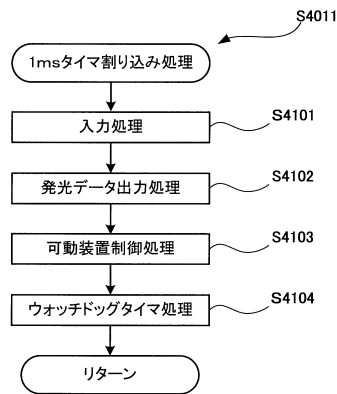 S4011
1msタイマ割り込み処理
入力処理
S4101
発光データ出力処理
S4102
可動装置制御処理
S4103
ウォッチドッグタイマ処理
S4104
リターン